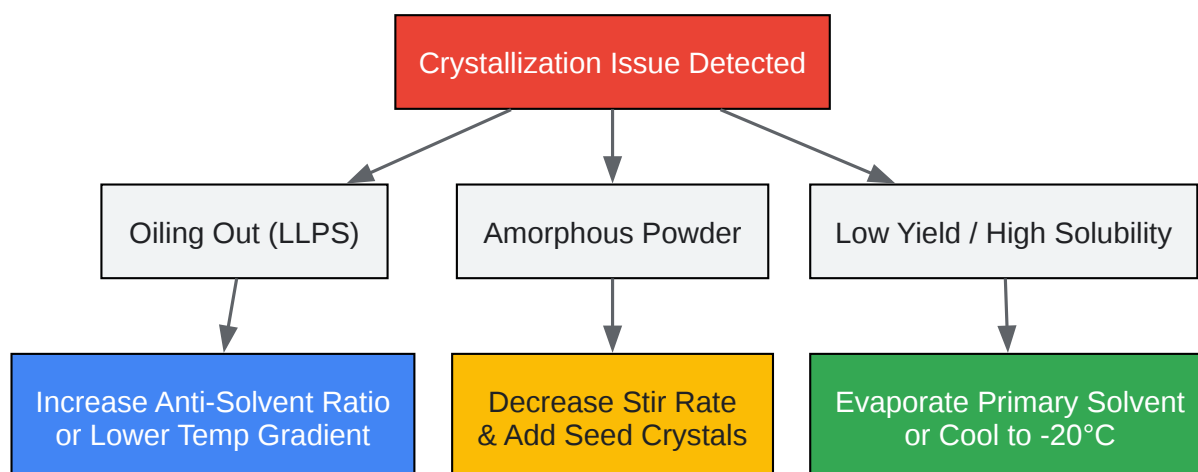 Crystallization Issue Detected
Oiling Out (LLPS)
Amorphous Powder
Low Yield / High Solubility
Increase Anti-Solvent Ratio
or Lower Temp Gradient
Decrease Stir Rate
& Add Seed Crystals
Evaporate Primary Solvent
or Cool to -20°C